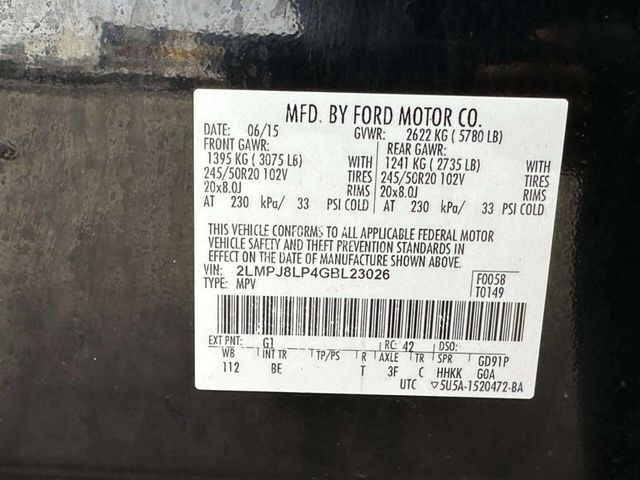 MFD. BY FORD MOTOR CO.
DATE: 06/15 GVWR: 2622 KG ( 5780 LB)
FRONT GAWR: REAR GAWR:
1395 KG ( 3075 LB) 1241 KG ( 2735 LB)
245/50R20 102V TIRES 245/50R20 102V TIRES
20x8.0J RIMS 20x8.0J RIMS
AT 230 kPa/ 33 PSI COLD AT 230 kPa/ 33 PSI COLD
THIS VEHICLE CONFORMS TO ALL APPLICABLE FEDERAL MOTOR
VEHICLE SAFETY AND THEFT PREVENTION STANDARDS IN
EFFECT ON THE DATE OF MANUFACTURE SHOWN ABOVE.
VIN: 2LMPJ8LP4GBL23026 F0058
TYPE: MPV T0149
EXT PNT: G1 RC: 42 DSO:
WB INT TR TP/PS R AXLE TR SPR GD91P
112 BE T 3F C HHKK G0A
UTC ▽5U5A-1520472-BA